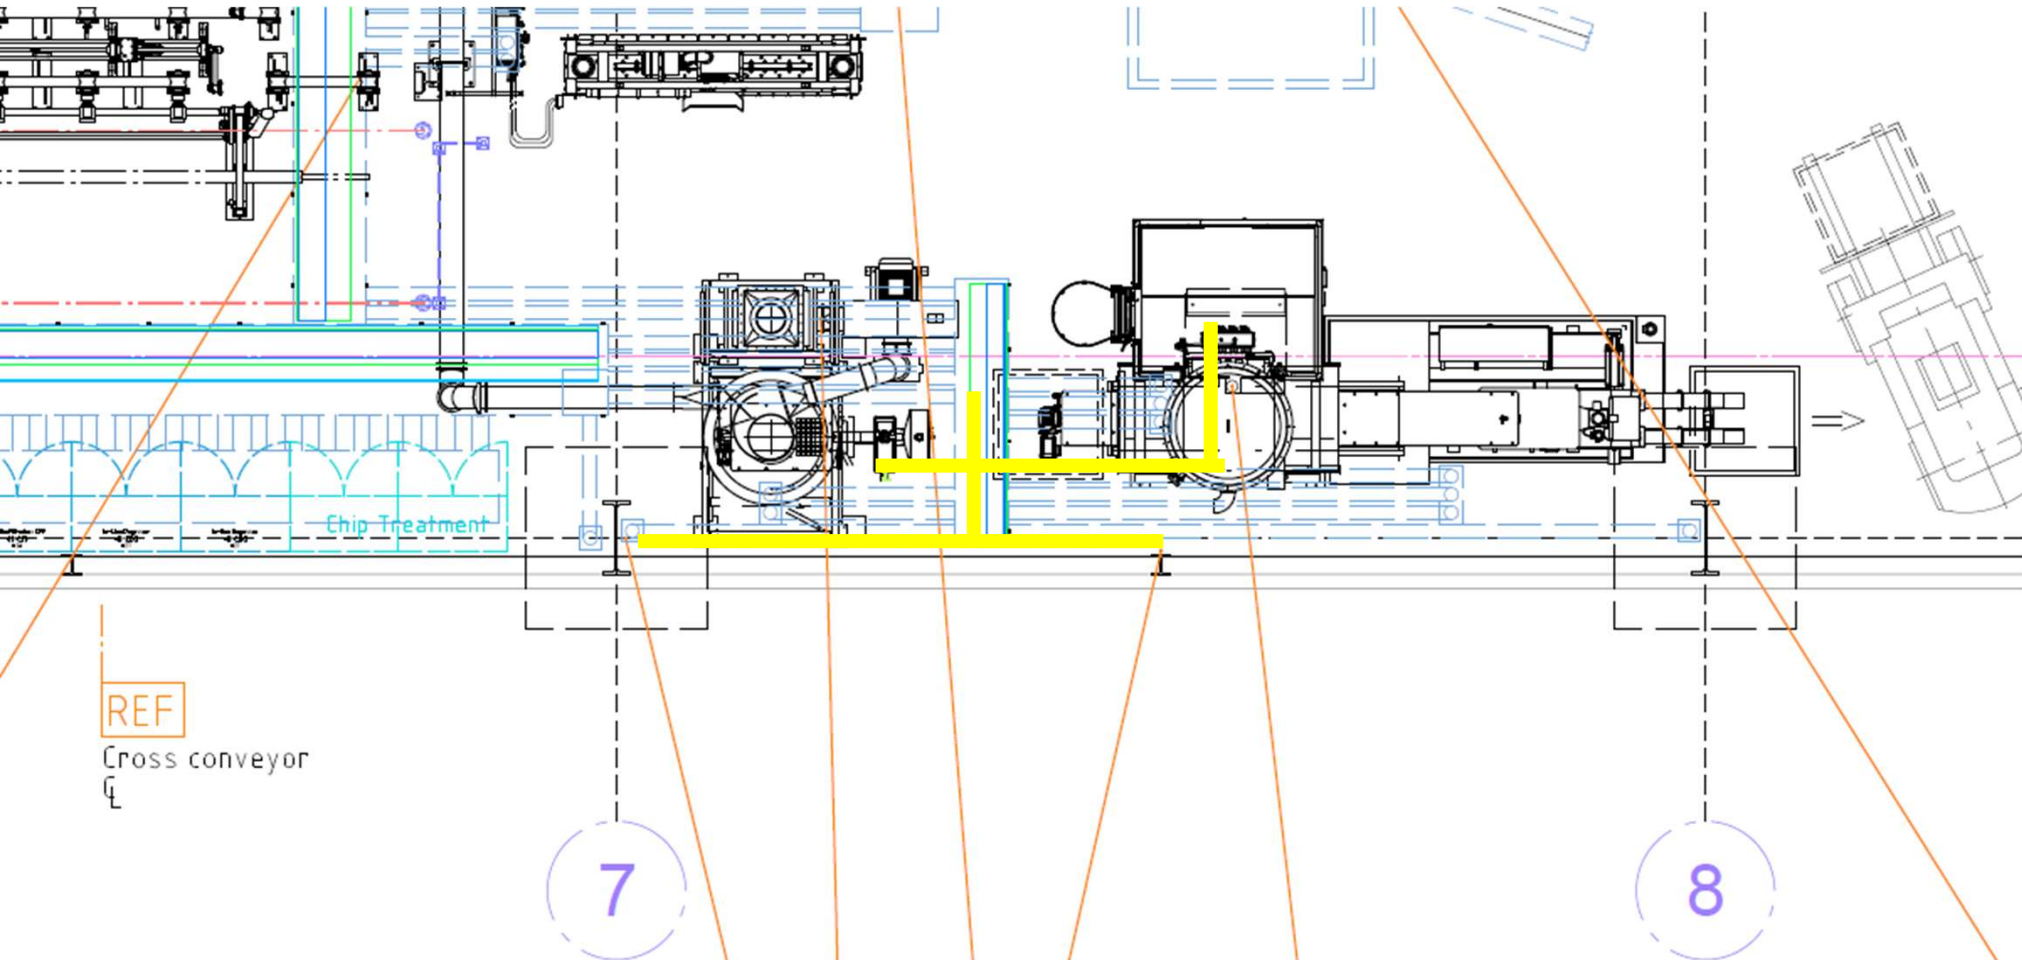 Chip Treatment
REF
Cross conveyor
℄
7
8